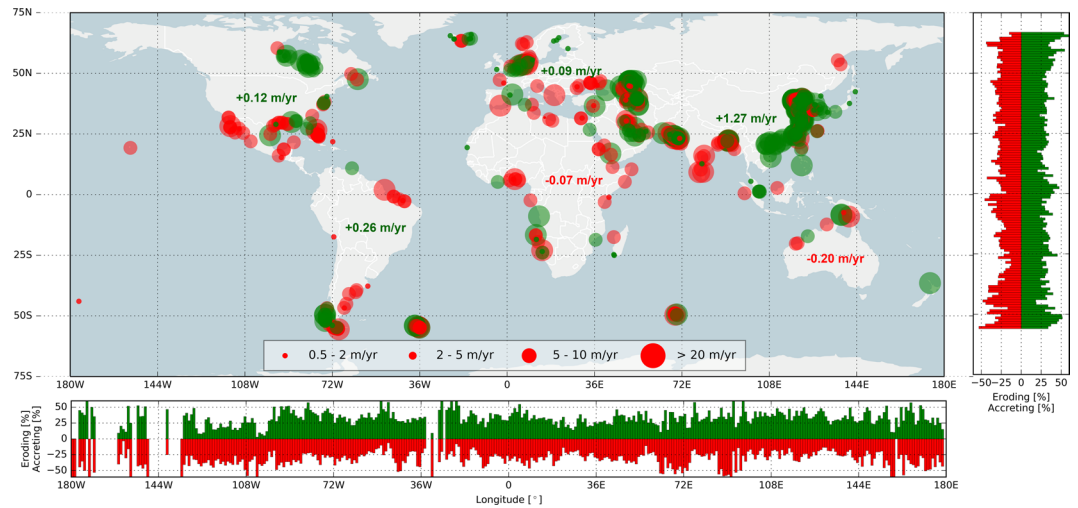 75N
50N
+0.09 m/yr
+0.12 m/yr
+1.27 m/yr
25N
-0.07 m/yr
0
+0.26 m/yr
25S
-0.20 m/yr
50S
0.5 - 2 m/yr 2 - 5 m/yr 5 - 10 m/yr > 20 m/yr
75S
180W 144W 108W 72W 36W 0 36E 72E 108E 144E 180E
−50 −25 0 25 50
Eroding [%]
Accreting [%]
Eroding [%]
Accreting [%]
50
25
0
−25
−50
180W 144W 108W 72W 36W 0 36E 72E 108E 144E 180E
Longitude [°]